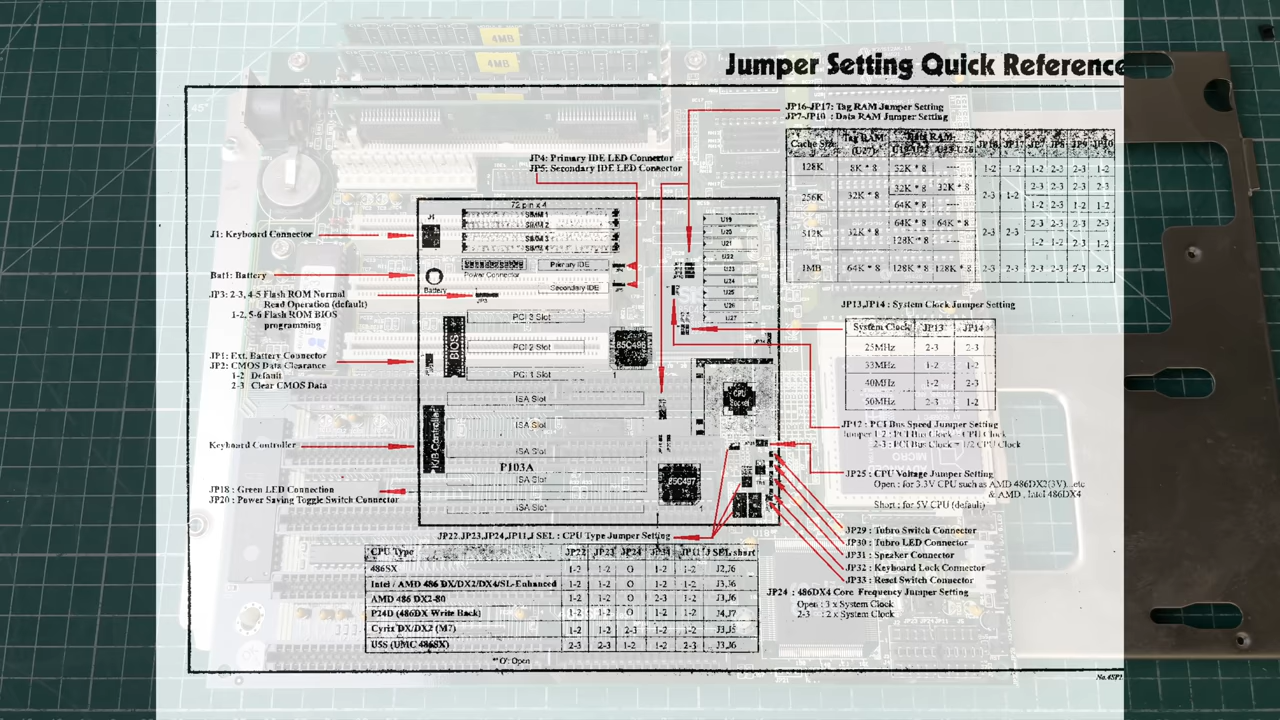 Jumper Setting Quick Reference
JP16-JP17: Tag RAM Jumper Setting
JP7-JP10 : Data RAM Jumper Setting
Cache Size Tag RAM (U27) Data RAM JP16 JP17 JP7 JP8 JP9 JP10
128K 8K * 8 32K * 8 ---- 1-2 1-2 1-2 2-3 2-3 1-2
256K 32K * 8 32K * 8 32K * 8 2-3 1-2 2-3 2-3 2-3 2-3
64K * 8 ---- 1-2 2-3
512K 32K * 8 64K * 8 64K * 8 2-3 2-3 2-3
128K * 8 ---- 1-2 1-2 2-3 1-2
1MB 64K * 8 128K * 8 128K * 8 2-3 2-3 2-3 2-3 2-3 2-3
JP4: Primary IDE LED Connector
JP5: Secondary IDE LED Connector
4MB
4MB
72 pin x 4
SIMM 1
SIMM 2
SIMM 3
SIMM 4
J1
Power Connector
Primary IDE
Secondary IDE
Battery
JP3
PCI 3 Slot
PCI 2 Slot
PCI 1 Slot
BIOS
85C496
ISA Slot
ISA Slot
ISA Slot
ISA Slot
ISA Slot
K/B Controller
P103A
85C497
CPU Socket
U19
U20
U21
U22
U23
U24
U25
U26
U27
J1: Keyboard Connector
Bat1: Battery
JP3: 2-3, 4-5 Flash ROM Normal
Read Operation (default)
1-2, 5-6 Flash ROM BIOS
programming
JP1: Ext. Battery Connector
JP2: CMOS Data Clearance
1-2 Default
2-3 Clear CMOS Data
Keyboard Controller
JP18 : Green LED Connection
JP20 : Power Saving Toggle Switch Connector
JP13,JP14 : System Clock Jumper Setting
System Clock JP13 JP14
25MHz 2-3 2-3
33MHz 1-2 1-2
40MHz 1-2 2-3
50MHz 2-3 1-2
JP12 : PCI Bus Speed Jumper Setting
Jumper 1-2 : PCI Bus Clock = CPU Clock
2-3 : PCI Bus Clock = 1/2 CPU Clock
JP25 : CPU Voltage Jumper Setting
Open : for 3.3V CPU such as AMD 486DX2(3V)...etc
& AMD , Intel 486DX4
Short : for 5V CPU (default)
JP29 : Tubro Switch Connector
JP30 : Tubro LED Connector
JP31 : Speaker Connector
JP32 : Keyboard Lock Connector
JP33 : Reset Switch Connector
JP24 : 486DX4 Core Frequency Jumper Setting
Open : 3 x System Clock
2-3 : 2 x System Clock
JP22,JP23,JP24,JP11,J SEL : CPU Type Jumper Setting
CPU Type JP22 JP23 JP24 JP11 J SEL short
486SX 1-2 1-2 O 1-2 1-2 J2,J6
Intel / AMD 486 DX/DX2/DX4/SL-Enhanced 1-2 1-2 O 1-2 1-2 J3,J6
AMD 486 DX2-80 1-2 1-2 O 2-3 1-2 J3,J6
P24D (486DX Write Back) 1-2 1-2 O 1-2 1-2 J4,J7
Cyrix DX/DX2 (M7) 1-2 1-2 2-3 1-2 1-2 J3,J5
U5S (UMC 486SX) 2-3 2-3 1-2 1-2 2-3 J3,J6
"'O': Open